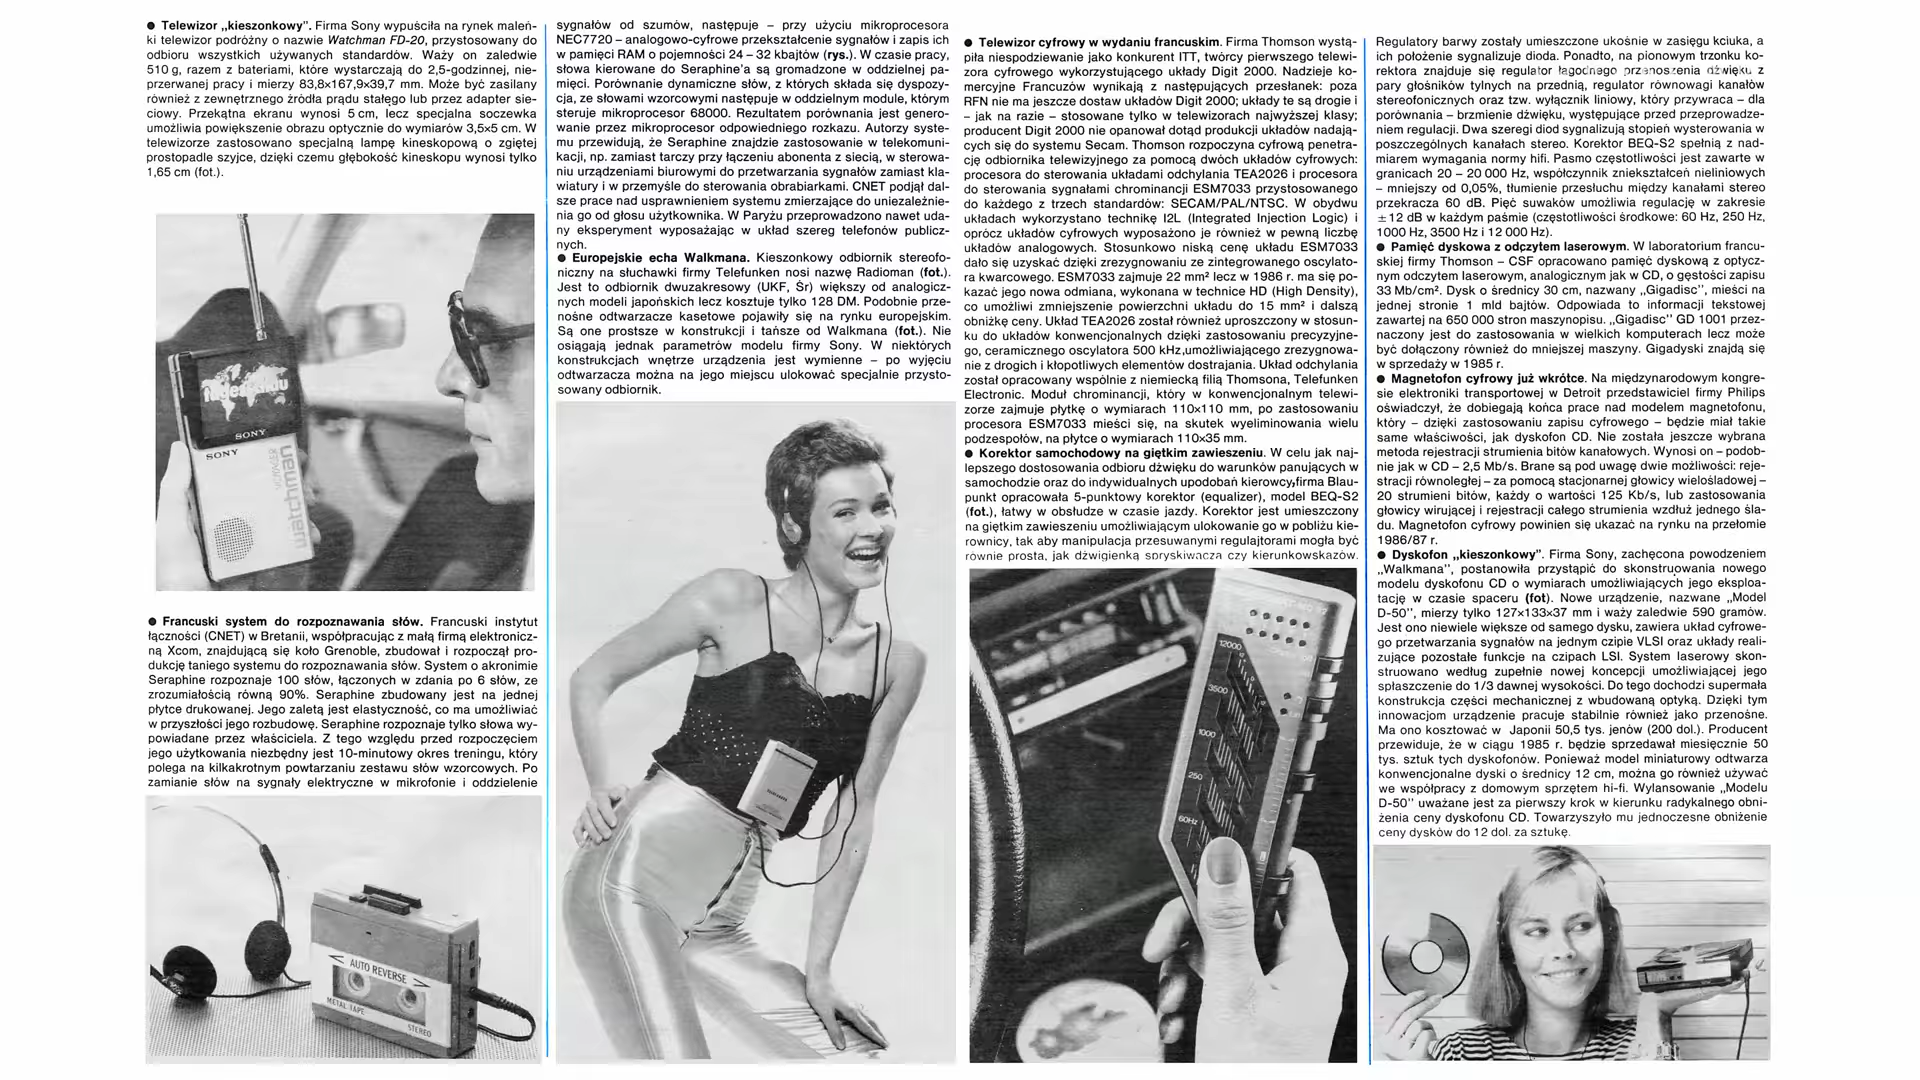 ● Telewizor „kieszonkowy”. Firma Sony wypuściła na rynek maleń-
ki telewizor podróżny o nazwie Watchman FD-20, przystosowany do
odbioru wszystkich używanych standardów. Waży on zaledwie
510 g, razem z bateriami, które wystarczają do 2,5-godzinnej, nie-
przerwanej pracy i mierzy 83,8×167,9×39,7 mm. Może być zasilany
również z zewnętrznego źródła prądu stałego lub przez adapter sie-
ciowy. Przekątna ekranu wynosi 5 cm, lecz specjalna soczewka
umożliwia powiększenie obrazu optycznie do wymiarów 3,5×5 cm. W
telewizorze zastosowano specjalną lampę kineskopową o zgiętej
prostopadle szyjce, dzięki czemu głębokość kineskopu wynosi tylko
1,65 cm (fot.).
SONY
SONY
VOYAGER
watchman
● Francuski system do rozpoznawania słów. Francuski instytut
łączności (CNET) w Bretanii, współpracując z małą firmą elektronicz-
ną Xcom, znajdującą się koło Grenoble, zbudował i rozpoczął pro-
dukcję taniego systemu do rozpoznawania słów. System o akronimie
Seraphine rozpoznaje 100 słów, łączonych w zdania po 6 słów, ze
zrozumiałością równą 90%. Seraphine zbudowany jest na jednej
płytce drukowanej. Jego zaletą jest elastyczność, co ma umożliwiać
w przyszłości jego rozbudowę. Seraphine rozpoznaje tylko słowa wy-
powiadane przez właściciela. Z tego względu przed rozpoczęciem
jego użytkowania niezbędny jest 10-minutowy okres treningu, który
polega na kilkakrotnym powtarzaniu zestawu słów wzorcowych. Po
zamianie słów na sygnały elektryczne w mikrofonie i oddzielenie
AUTO REVERSE
METAL TAPE
STEREO
sygnałów od szumów, następuje – przy użyciu mikroprocesora
NEC7720 – analogowo-cyfrowe przekształcenie sygnałów i zapis ich
w pamięci RAM o pojemności 24 – 32 kbajtów (rys.). W czasie pracy,
słowa kierowane do Seraphine'a są gromadzone w oddzielnej pa-
mięci. Porównanie dynamiczne słów, z których składa się dyspozy-
cja, ze słowami wzorcowymi następuje w oddzielnym module, którym
steruje mikroprocesor 68000. Rezultatem porównania jest genero-
wanie przez mikroprocesor odpowiedniego rozkazu. Autorzy syste-
mu przewidują, że Seraphine znajdzie zastosowanie w telekomuni-
kacji, np. zamiast tarczy przy łączeniu abonenta z siecią, w sterowa-
niu urządzeniami biurowymi do przetwarzania sygnałów zamiast kla-
wiatury i w przemyśle do sterowania obrabiarkami. CNET podjął dal-
sze prace nad usprawnieniem systemu zmierzające do uniezależnie-
nia go od głosu użytkownika. W Paryżu przeprowadzono nawet uda-
ny eksperyment wyposażając w układ szereg telefonów publicz-
nych.
● Europejskie echa Walkmana. Kieszonkowy odbiornik stereofo-
niczny na słuchawki firmy Telefunken nosi nazwę Radioman (fot.).
Jest to odbiornik dwuzakresowy (UKF, Śr) większy od analogicz-
nych modeli japońskich lecz kosztuje tylko 128 DM. Podobnie prze-
nośne odtwarzacze kasetowe pojawiły się na rynku europejskim.
Są one prostsze w konstrukcji i tańsze od Walkmana (fot.). Nie
osiągają jednak parametrów modelu firmy Sony. W niektórych
konstrukcjach wnętrze urządzenia jest wymienne – po wyjęciu
odtwarzacza można na jego miejscu ulokować specjalnie przysto-
sowany odbiornik.
● Telewizor cyfrowy w wydaniu francuskim. Firma Thomson wystą-
piła niespodziewanie jako konkurent ITT, twórcy pierwszego telewi-
zora cyfrowego wykorzystującego układy Digit 2000. Nadzieje ko-
mercyjne Francuzów wynikają z następujących przesłanek: poza
RFN nie ma jeszcze dostaw układów Digit 2000; układy te są drogie i
– jak na razie – stosowane tylko w telewizorach najwyższej klasy;
producent Digit 2000 nie opanował dotąd produkcji układów nadają-
cych się do systemu Secam. Thomson rozpoczyna cyfrową penetra-
cję odbiornika telewizyjnego za pomocą dwóch układów cyfrowych:
procesora do sterowania układami odchylania TEA2026 i procesora
do sterowania sygnałami chrominancji ESM7033 przystosowanego
do każdego z trzech standardów: SECAM/PAL/NTSC. W obydwu
układach wykorzystano technikę I2L (Integrated Injection Logic) i
oprócz układów cyfrowych wyposażono je również w pewną liczbę
układów analogowych. Stosunkowo niską cenę układu ESM7033
dało się uzyskać dzięki zrezygnowaniu ze zintegrowanego oscylato-
ra kwarcowego. ESM7033 zajmuje 22 mm² lecz w 1986 r. ma się po-
kazać jego nowa odmiana, wykonana w technice HD (High Density),
co umożliwi zmniejszenie powierzchni układu do 15 mm² i dalszą
obniżkę ceny. Układ TEA2026 został również uproszczony w stosun-
ku do układów konwencjonalnych dzięki zastosowaniu precyzyjne-
go, ceramicznego oscylatora 500 kHz,umożliwiającego zrezygnowa-
nie z drogich i kłopotliwych elementów dostrajania. Układ odchylania
został opracowany wspólnie z niemiecką filią Thomsona, Telefunken
Electronic. Moduł chrominancji, który w konwencjonalnym telewi-
zorze zajmuje płytkę o wymiarach 110×110 mm, po zastosowaniu
procesora ESM7033 mieści się, na skutek wyeliminowania wielu
podzespołów, na płytce o wymiarach 110×35 mm.
● Korektor samochodowy na giętkim zawieszeniu. W celu jak naj-
lepszego dostosowania odbioru dźwięku do warunków panujących w
samochodzie oraz do indywidualnych upodobań kierowcy,firma Blau-
punkt opracowała 5-punktowy korektor (equalizer), model BEQ-S2
(fot.), łatwy w obsłudze w czasie jazdy. Korektor jest umieszczony
na giętkim zawieszeniu umożliwiającym ulokowanie go w pobliżu kie-
rownicy, tak aby manipulacja przesuwanymi regulajtorami mogła być
równie prosta, jak dźwigienką spryskiwacza czy kierunkowskazów.
12000
3500
1000
250
60Hz
Regulatory barwy zostały umieszczone ukośnie w zasięgu kciuka, a
ich położenie sygnalizuje dioda. Ponadto, na pionowym trzonku ko-
rektora znajduje się regulator łagodnego przenoszenia dźwięku z
pary głośników tylnych na przednią, regulator równowagi kanałów
stereofonicznych oraz tzw. wyłącznik liniowy, który przywraca – dla
porównania – brzmienie dźwięku, występujące przed przeprowadze-
niem regulacji. Dwa szeregi diod sygnalizują stopień wysterowania w
poszczególnych kanałach stereo. Korektor BEQ-S2 spełnią z nad-
miarem wymagania normy hifi. Pasmo częstotliwości jest zawarte w
granicach 20 – 20 000 Hz, współczynnik zniekształceń nieliniowych
– mniejszy od 0,05%, tłumienie przesłuchu między kanałami stereo
przekracza 60 dB. Pięć suwaków umożliwia regulację w zakresie
±12 dB w każdym paśmie (częstotliwości środkowe: 60 Hz, 250 Hz,
1000 Hz, 3500 Hz i 12 000 Hz).
● Pamięć dyskowa z odczytem laserowym. W laboratorium francu-
skiej firmy Thomson – CSF opracowano pamięć dyskową z optycz-
nym odczytem laserowym, analogicznym jak w CD, o gęstości zapisu
33 Mb/cm². Dysk o średnicy 30 cm, nazwany „Gigadisc”, mieści na
jednej stronie 1 mld bajtów. Odpowiada to informacji tekstowej
zawartej na 650 000 stron maszynopisu. „Gigadisc” GD 1001 przez-
naczony jest do zastosowania w wielkich komputerach lecz może
być dołączony również do mniejszej maszyny. Gigadyski znajdą się
w sprzedaży w 1985 r.
● Magnetofon cyfrowy już wkrótce. Na międzynarodowym kongre-
sie elektroniki transportowej w Detroit przedstawiciel firmy Philips
oświadczył, że dobiegają końca prace nad modelem magnetofonu,
który – dzięki zastosowaniu zapisu cyfrowego – będzie miał takie
same właściwości, jak dyskofon CD. Nie została jeszcze wybrana
metoda rejestracji strumienia bitów kanałowych. Wynosi on – podob-
nie jak w CD – 2,5 Mb/s. Brane są pod uwagę dwie możliwości: reje-
stracji równoległej – za pomocą stacjonarnej głowicy wielośladowej –
20 strumieni bitów, każdy o wartości 125 Kb/s, lub zastosowania
głowicy wirującej i rejestracji całego strumienia wzdłuż jednego śla-
du. Magnetofon cyfrowy powinien się ukazać na rynku na przełomie
1986/87 r.
● Dyskofon „kieszonkowy”. Firma Sony, zachęcona powodzeniem
„Walkmana”, postanowiła przystąpić do skonstruowania nowego
modelu dyskofonu CD o wymiarach umożliwiających jego eksploa-
tację w czasie spaceru (fot). Nowe urządzenie, nazwane „Model
D-50”, mierzy tylko 127×133×37 mm i waży zaledwie 590 gramów.
Jest ono niewiele większe od samego dysku, zawiera układ cyfrowe-
go przetwarzania sygnałów na jednym czipie VLSI oraz układy reali-
zujące pozostałe funkcje na czipach LSI. System laserowy skon-
struowano według zupełnie nowej koncepcji umożliwiającej jego
spłaszczenie do 1/3 dawnej wysokości. Do tego dochodzi supermała
konstrukcja części mechanicznej z wbudowaną optyką. Dzięki tym
innowacjom urządzenie pracuje stabilnie również jako przenośne.
Ma ono kosztować w Japonii 50,5 tys. jenów (200 dol.). Producent
przewiduje, że w ciągu 1985 r. będzie sprzedawał miesięcznie 50
tys. sztuk tych dyskofonów. Ponieważ model miniaturowy odtwarza
konwencjonalne dyski o średnicy 12 cm, można go również używać
we współpracy z domowym sprzętem hi-fi. Wylansowanie „Modelu
D-50” uważane jest za pierwszy krok w kierunku radykalnego obni-
żenia ceny dyskofonu CD. Towarzyszyło mu jednoczesne obniżenie
ceny dysków do 12 dol. za sztukę.